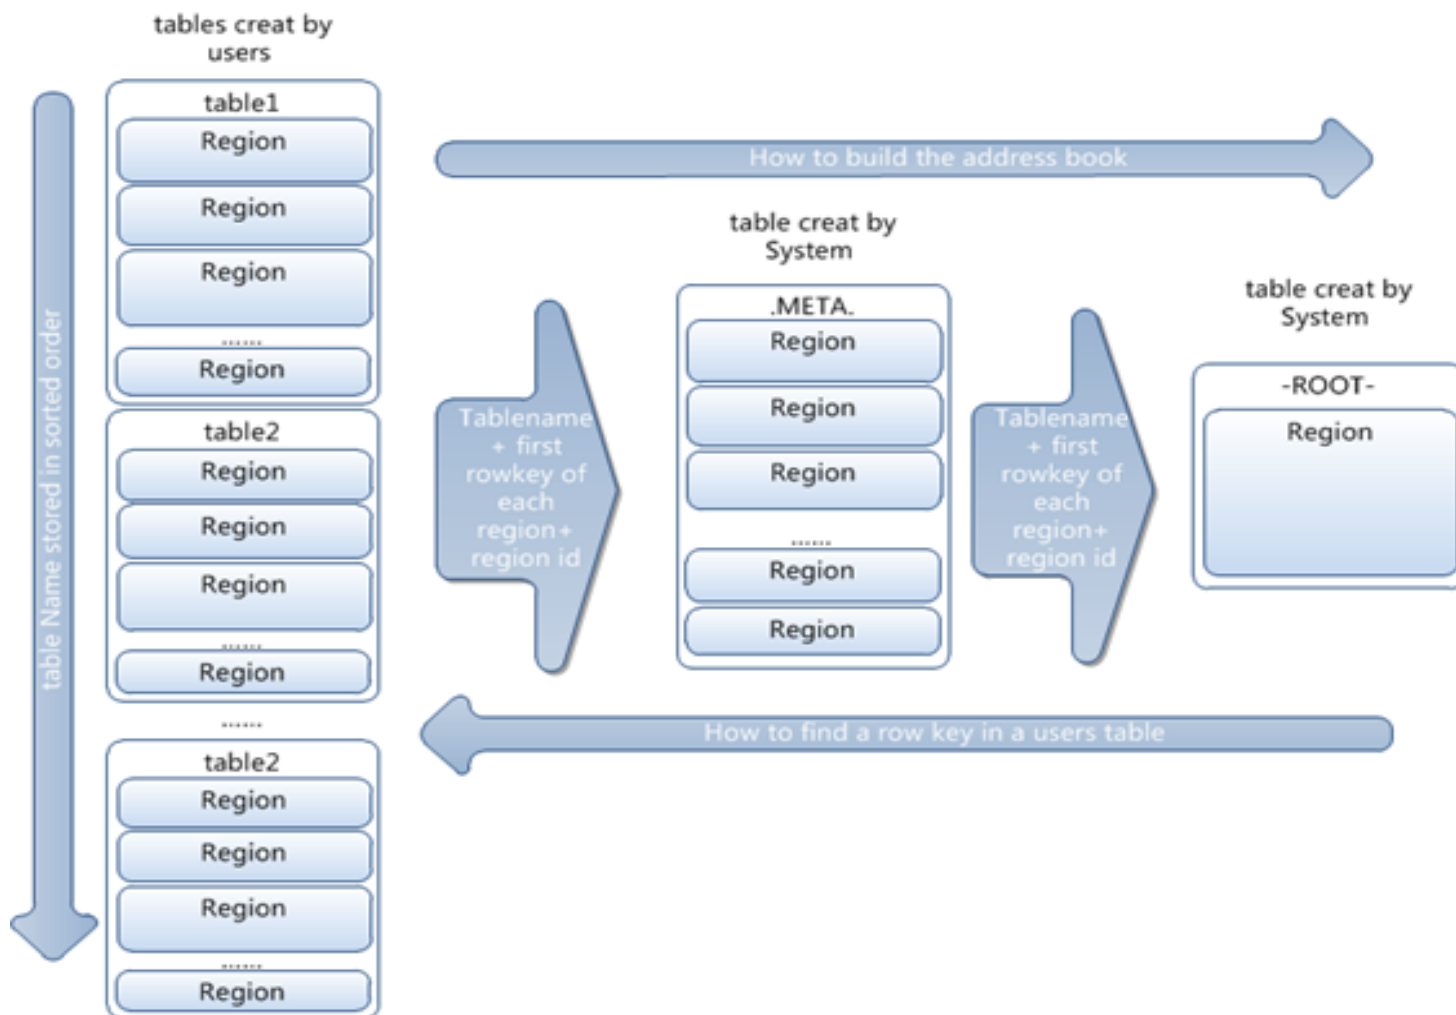 tables creat by
users
table Name stored in sorted order
table1
Region
Region
Region
......
Region
table2
Region
Region
Region
......
Region
......
table2
Region
Region
Region
......
Region
How to build the address book
Tablename
+ first
rowkey of
each
region+
region id
table creat by
System
.META.
Region
Region
Region
......
Region
Region
Tablename
+ first
rowkey of
each
region+
region id
table creat by
System
-ROOT-
Region
How to find a row key in a users table